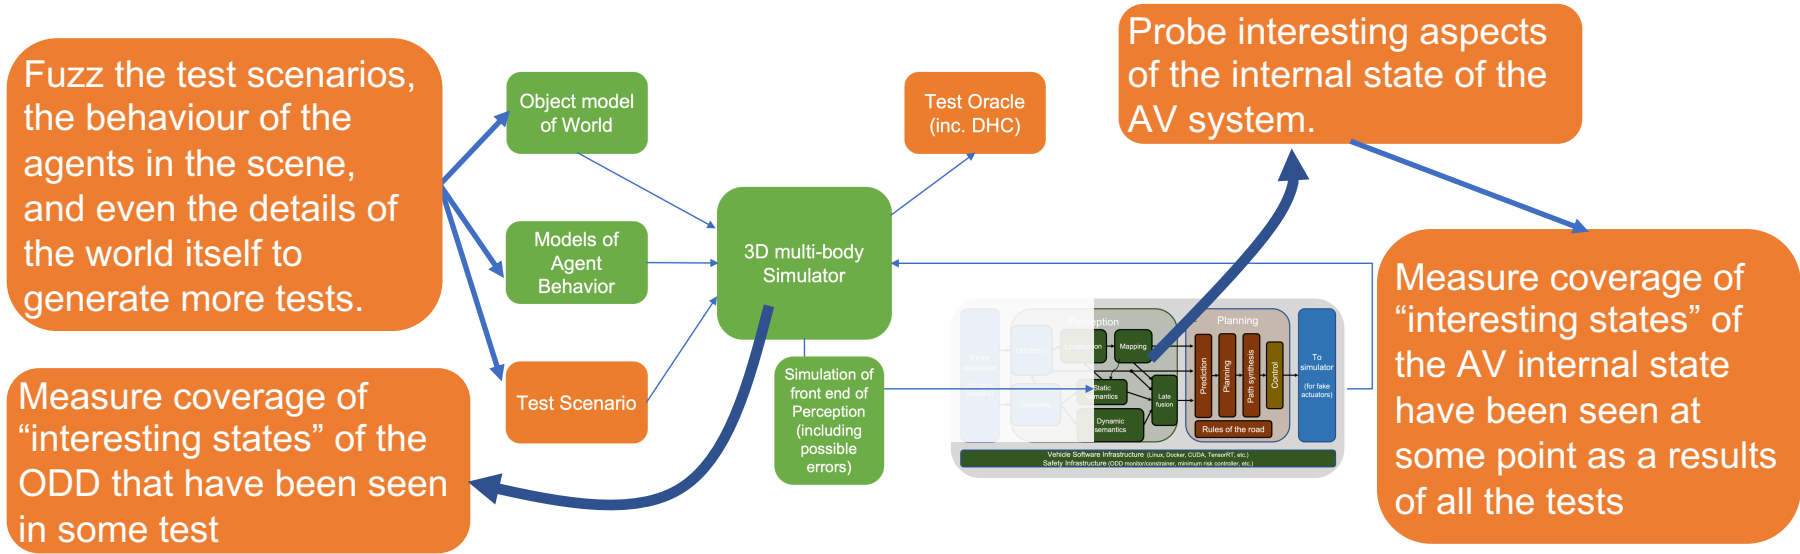 Fuzz the test scenarios,
the behaviour of the
agents in the scene,
and even the details of
the world itself to
generate more tests.
Measure coverage of
“interesting states” of the
ODD that have been seen
in some test
Object model
of World
Models of
Agent
Behavior
Test Scenario
3D multi-body
Simulator
Simulation of
front end of
Perception
(including
possible
errors)
Test Oracle
(inc. DHC)
Probe interesting aspects
of the internal state of the
AV system.
Perception
Mapping
Static
semantics
Dynamic
semantics
Late
fusion
Planning
Prediction
Planning
Path synthesis
Control
Rules of the road
To
simulator
(for fake
actuators)
Vehicle Software Infrastructure (Linux, Docker, CUDA, TensorRT, etc.)
Safety Infrastructure (ODD monitor/constrainer, minimum risk controller, etc.)
Measure coverage of
“interesting states” of
the AV internal state
have been seen at
some point as a results
of all the tests